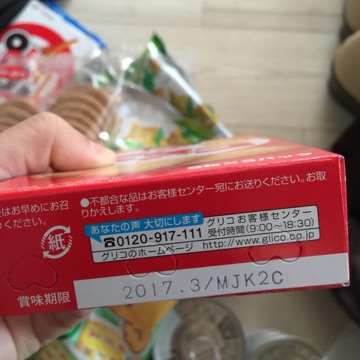 はお早めにお召
りください。
●不都合な品はお客様センター宛にお送りください。お取
りかえします。
紙
あなたの声 大切にします
0120-917-111
グリコのホームページ
グリコお客様センター
受付時間(9:00～18:30)
http://www.glico.co.jp
賞味期限
2017.3/MJK2C